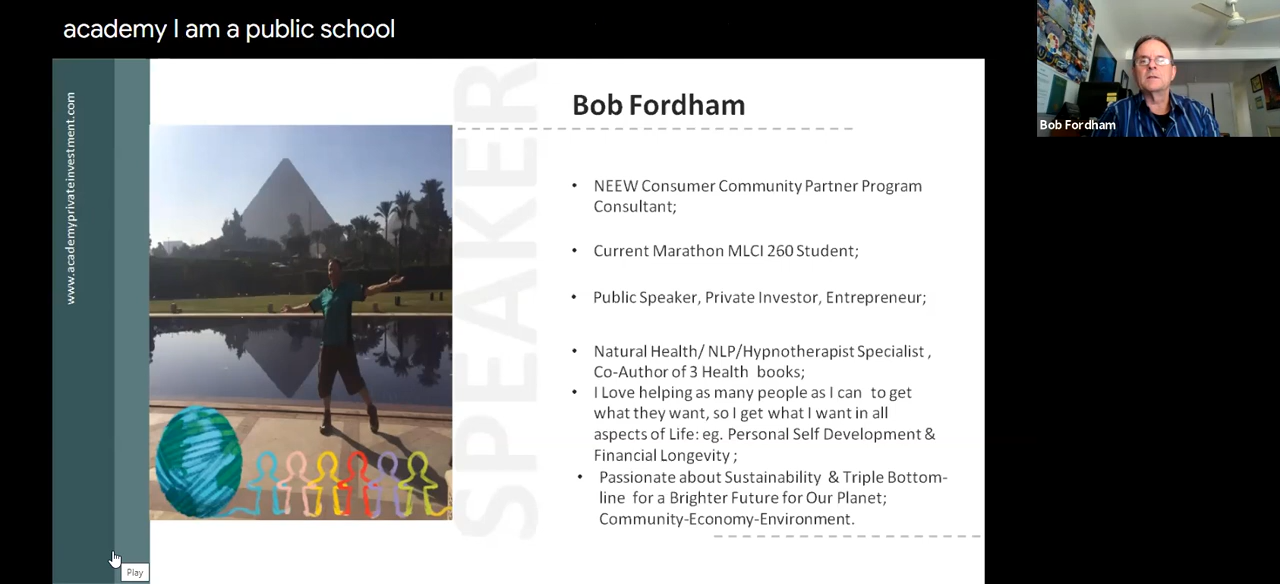 academy I am a public school
www.academyprivateinvestment.com
SPEAKER
Bob Fordham
• NEEW Consumer Community Partner Program
Consultant;
• Current Marathon MLCI 260 Student;
• Public Speaker, Private Investor, Entrepreneur;
• Natural Health/ NLP/Hypnotherapist Specialist ,
Co-Author of 3 Health books;
• I Love helping as many people as I can to get
what they want, so I get what I want in all
aspects of Life: eg. Personal Self Development &
Financial Longevity ;
• Passionate about Sustainability & Triple Bottom-
line for a Brighter Future for Our Planet;
Community-Economy-Environment.
Play
Bob Fordham